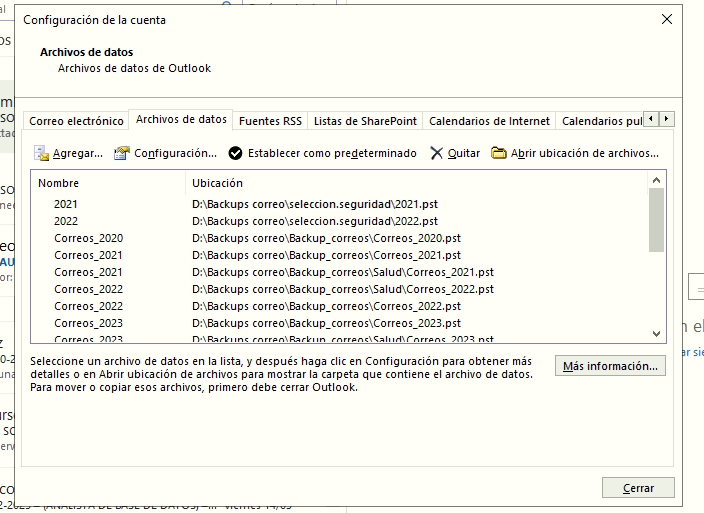 Configuración de la cuenta
Archivos de datos
Archivos de datos de Outlook
Correo electrónico Archivos de datos Fuentes RSS Listas de SharePoint Calendarios de Internet Calendarios pul
Agregar... Configuración... Establecer como predeterminado Quitar Abrir ubicación de archivos...
Nombre Ubicación
2021 D:\Backups correo\seleccion.seguridad\2021.pst
2022 D:\Backups correo\seleccion.seguridad\2022.pst
Correos_2020 D:\Backups correo\Backup_correos\Correos_2020.pst
Correos_2021 D:\Backups correo\Backup_correos\Correos_2021.pst
Correos_2021 D:\Backups correo\Backup_correos\Salud\Correos_2021.pst
Correos_2022 D:\Backups correo\Backup_correos\Salud\Correos_2022.pst
Correos_2022 D:\Backups correo\Backup_correos\Correos_2022.pst
Correos_2023 D:\Backups correo\Backup_correos\Correos_2023.pst
Correos_2023 D:\Backups correo\Backup_correos\Salud\Correos_2023.pst
Seleccione un archivo de datos en la lista, y después haga clic en Configuración para obtener más
detalles o en Abrir ubicación de archivos para mostrar la carpeta que contiene el archivo de datos.
Para mover o copiar esos archivos, primero debe cerrar Outlook.
Más información...
Cerrar